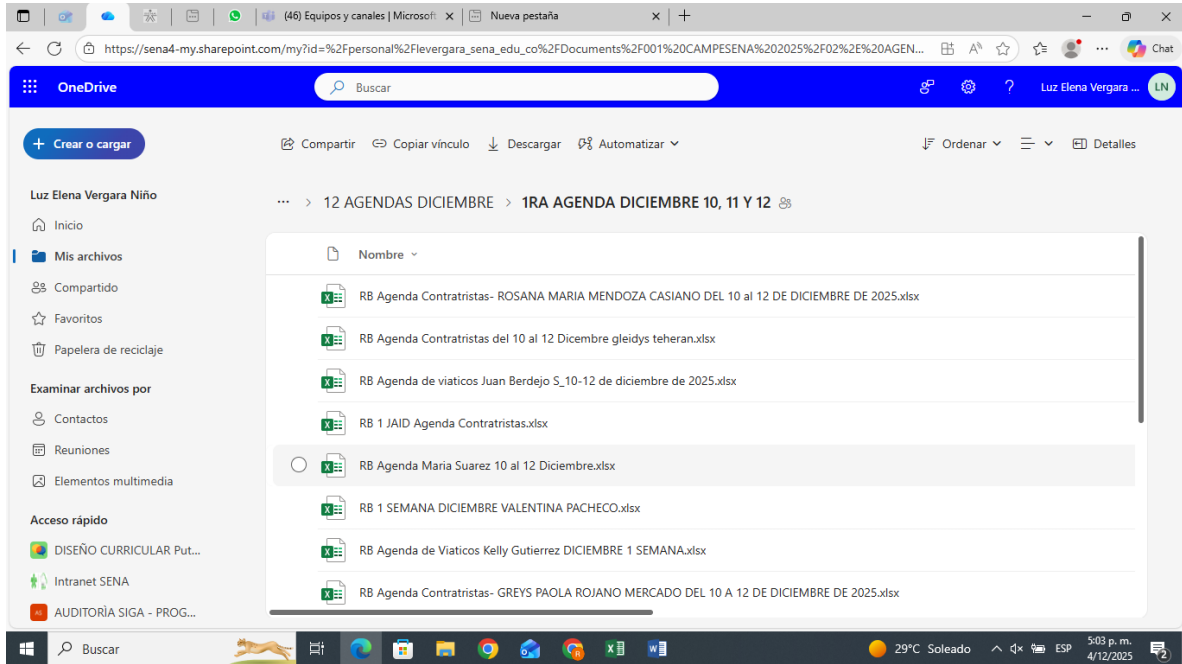 (46) Equipos y canales | Microsoft
Nueva pestaña
https://sena4-my.sharepoint.com/my?id=%2Fpersonal%2Flevergara_sena_edu_co%2FDocuments%2F001%20CAMPESENA%202025%2F02%2E%20AGEN...
Chat
OneDrive
Buscar
Luz Elena Vergara ...
LN
+ Crear o cargar
Compartir
Copiar vínculo
Descargar
Automatizar
Ordenar
Detalles
Luz Elena Vergara Niño
Inicio
Mis archivos
Compartido
Favoritos
Papelera de reciclaje
Examinar archivos por
Contactos
Reuniones
Elementos multimedia
Acceso rápido
DISEÑO CURRICULAR Put...
Intranet SENA
AUDITORÌA SIGA - PROG...
... > 12 AGENDAS DICIEMBRE > 1RA AGENDA DICIEMBRE 10, 11 Y 12
Nombre
RB Agenda Contratristas- ROSANA MARIA MENDOZA CASIANO DEL 10 al 12 DE DICIEMBRE DE 2025.xlsx
RB Agenda Contratristas del 10 al 12 Dicembre gleidys teheran.xlsx
RB Agenda de viaticos Juan Berdejo S_10-12 de diciembre de 2025.xlsx
RB 1 JAID Agenda Contratristas.xlsx
RB Agenda Maria Suarez 10 al 12 Diciembre.xlsx
RB 1 SEMANA DICIEMBRE VALENTINA PACHECO.xlsx
RB Agenda de Viaticos Kelly Gutierrez DICIEMBRE 1 SEMANA.xlsx
RB Agenda Contratristas- GREYS PAOLA ROJANO MERCADO DEL 10 A 12 DE DICIEMBRE DE 2025.xlsx
Buscar
29°C Soleado
ESP
5:03 p. m.
4/12/2025
2